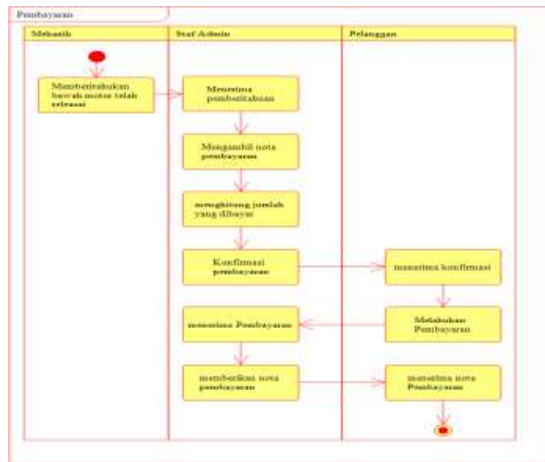 Pembayaran
Mekanik
Staf Admin
Pelanggan
Memberitahukan
bawah motor telah
selesai
Menerima
pemberitahuan
Mengambil nota
pembayaran
menghitung jumlah
yang dibayar
Konfirmasi
pembayaran
menerima konfirmasi
menerima Pembayaran
Melakukan
Pembayaran
memberikan nota
pembayaran
menerima nota
Pembayaran